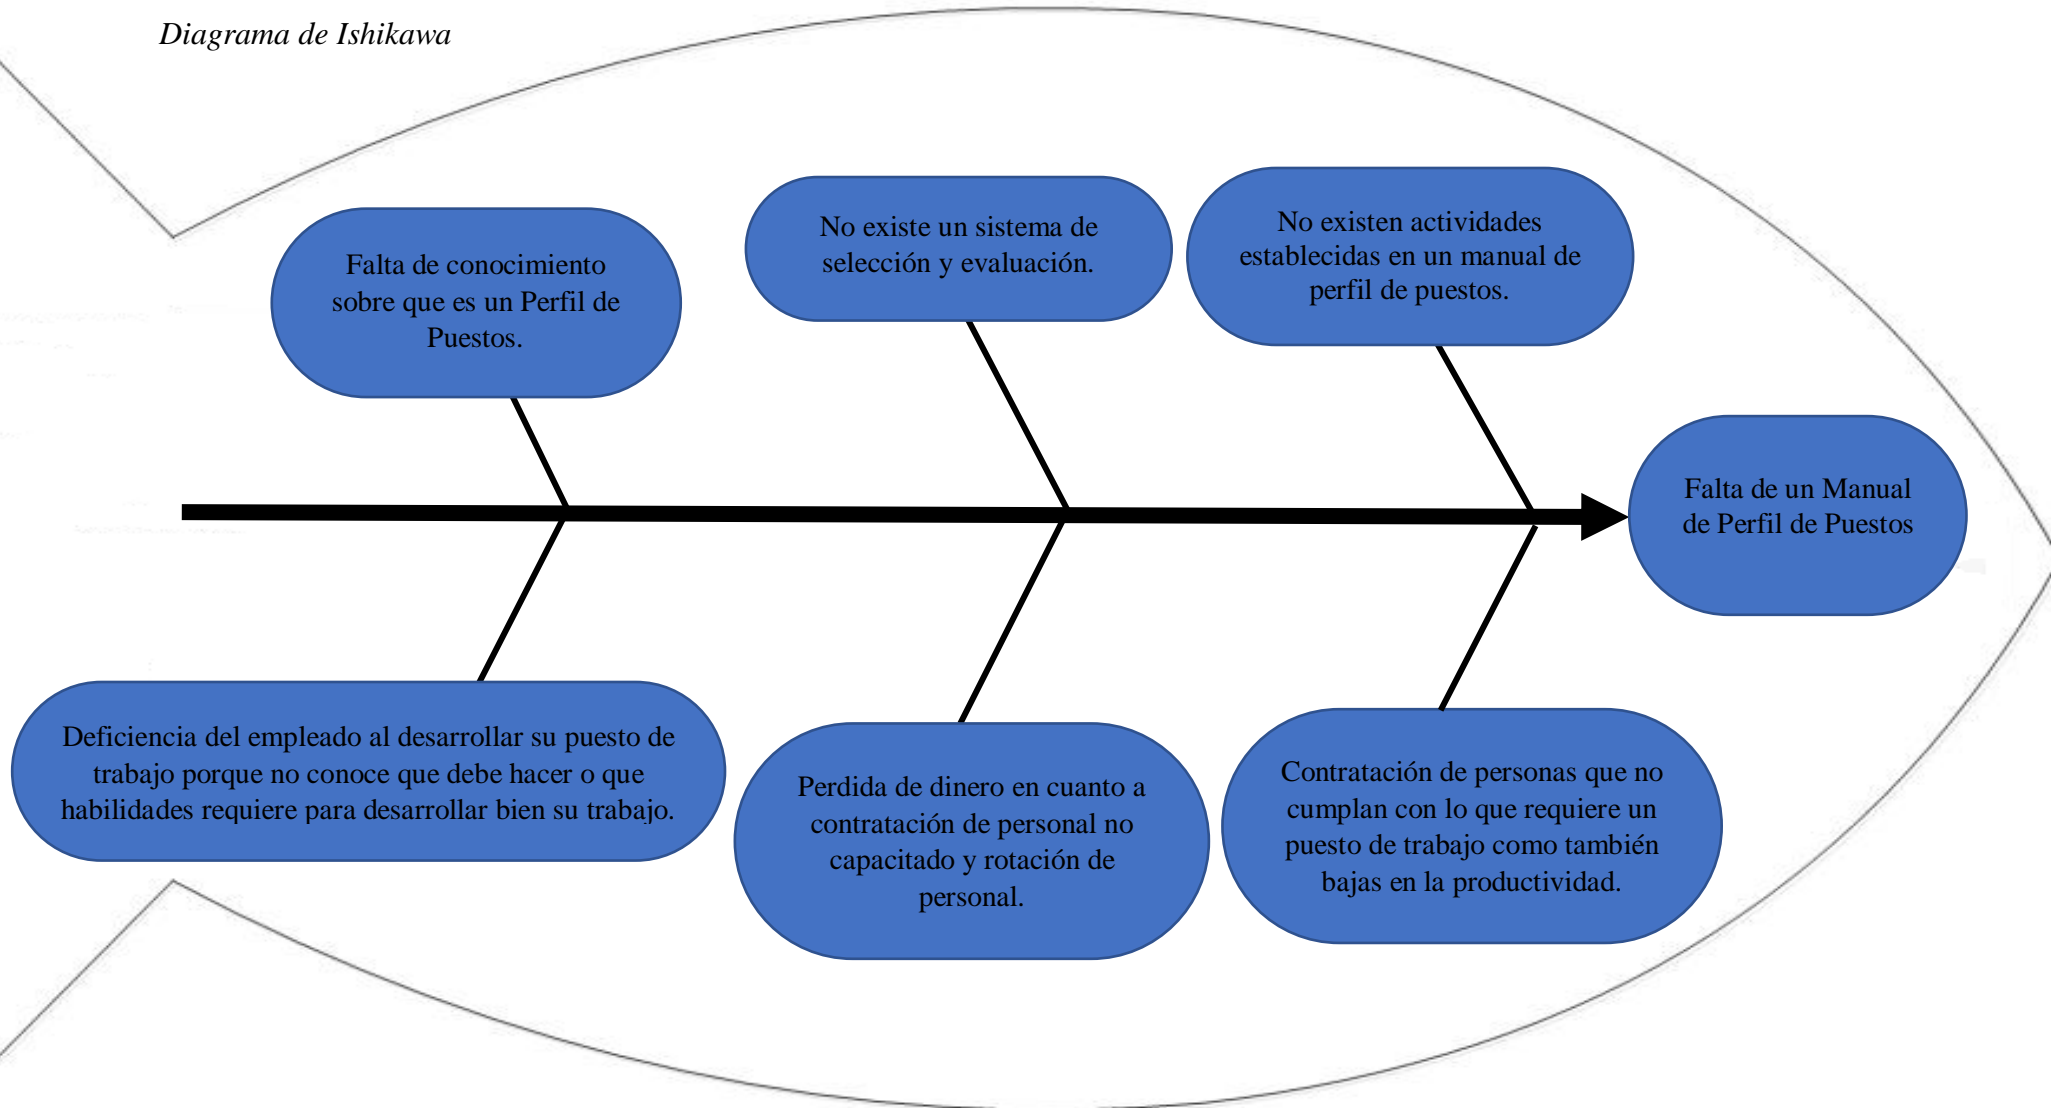 Diagrama de Ishikawa
Falta de conocimiento
sobre que es un Perfil de
Puestos.
No existe un sistema de
selección y evaluación.
No existen actividades
establecidas en un manual de
perfil de puestos.
Falta de un Manual
de Perfil de Puestos
Deficiencia del empleado al desarrollar su puesto de
trabajo porque no conoce que debe hacer o que
habilidades requiere para desarrollar bien su trabajo.
Perdida de dinero en cuanto a
contratación de personal no
capacitado y rotación de
personal.
Contratación de personas que no
cumplan con lo que requiere un
puesto de trabajo como también
bajas en la productividad.